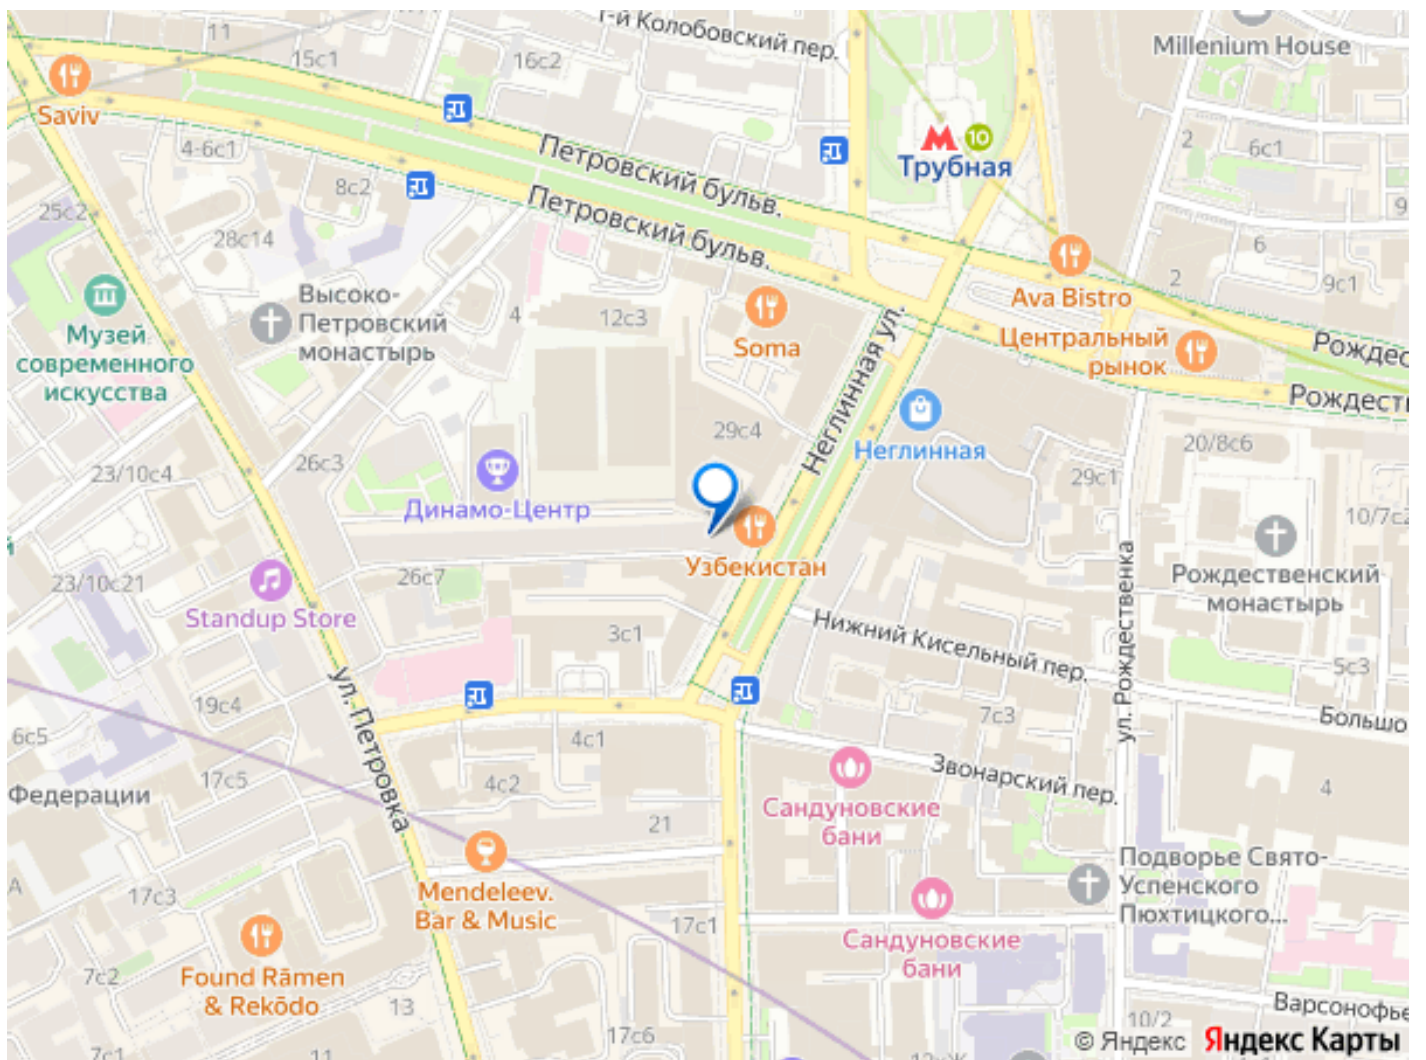 1-й Колобовский пер.
11
15с1
16с2
Millenium House
Saviv
2
6с1
10
Трубная
4-6с1
Петровский бульв.
8с2
Петровский бульв.
25с2
9
28с14
6
2
9с1
Ava Bistro
Высоко-
Петровский
монастырь
4
12с3
Soma
Музей
современного
искусства
Неглинная ул.
Центральный
рынок
Рождес
Рождест
29с4
Неглинная
20/8с6
23/10с4
26с3
29с1
Динамо-Центр
10/7с2
Узбекистан
23/10с21
26с7
Рождественский
монастырь
Standup Store
3с1
Нижний Кисельный пер.
ул. Рождественка
5с3
19с4
ул. Петровка
7с3
Большо
6с5
4с1
17с5
4с2
Звонарский пер.
4
Федерации
Сандуновские
бани
21
Подворье Свято-
Успенского
Пюхтицкого...
А
17с3
Mendeleev.
Bar & Music
17с1
Сандуновские
бани
7с2
Found Rāmen
& Rekōdo
13
Варсонофье
10/2
17с6
7с1
11
© Яндекс Яндекс Карты